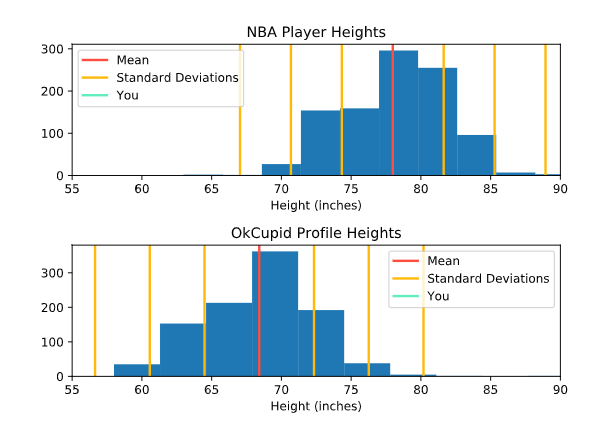 NBA Player Heights
300
200
100
0
Mean
Standard Deviations
You
55 60 65 70 75 80 85 90
Height (inches)
OkCupid Profile Heights
300
200
100
0
Mean
Standard Deviations
You
55 60 65 70 75 80 85 90
Height (inches)